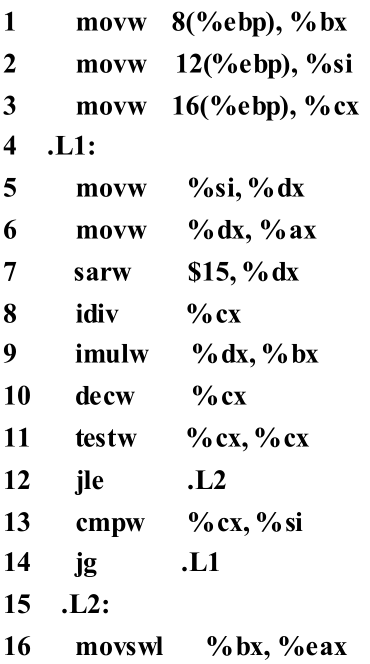 1 movw 8(%ebp), %bx
2 movw 12(%ebp), %si
3 movw 16(%ebp), %cx
4 .L1:
5 movw %si, %dx
6 movw %dx, %ax
7 sarw $15, %dx
8 idiv %cx
9 imulw %dx, %bx
10 decw %cx
11 testw %cx, %cx
12 jle .L2
13 cmpw %cx, %si
14 jg .L1
15 .L2:
16 movswl %bx, %eax